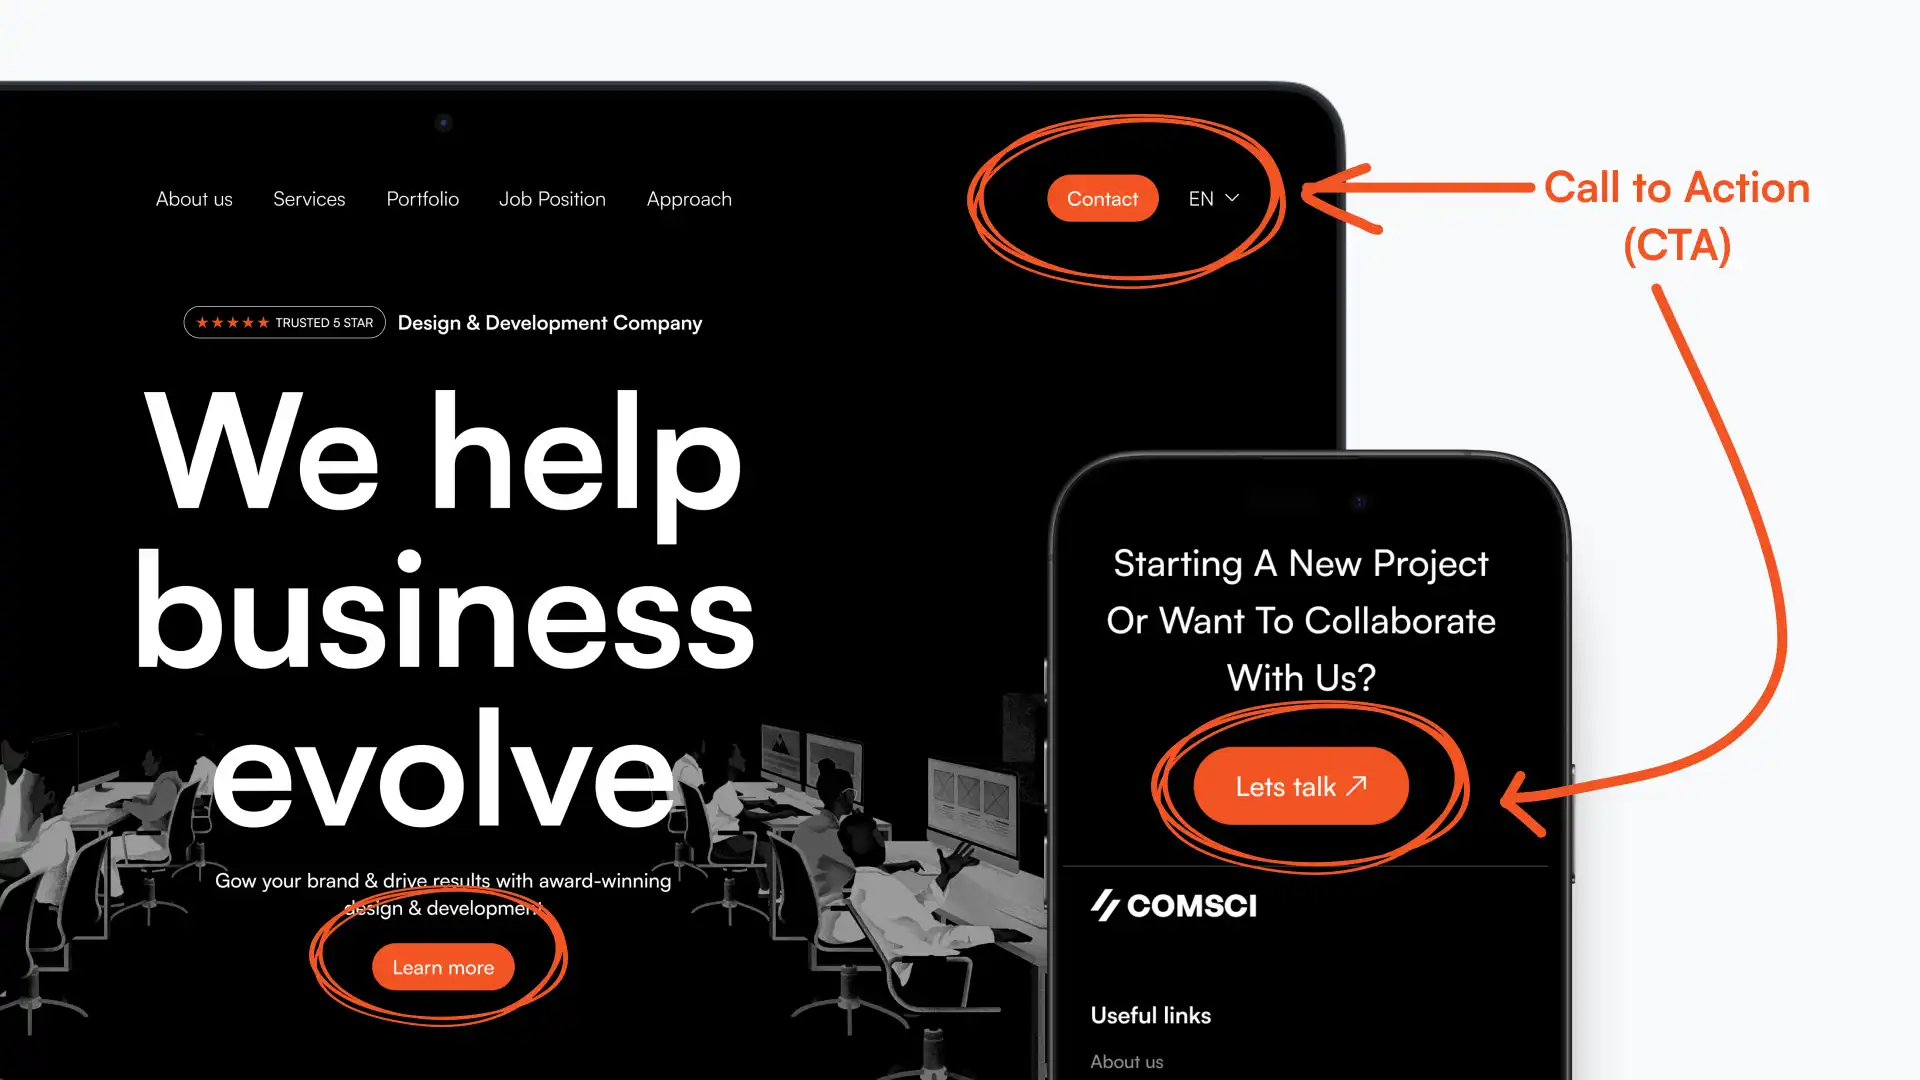 About us Services Portfolio Job Position Approach
Contact EN
Call to Action
(CTA)
★★★★★ TRUSTED 5 STAR Design & Development Company
We help
business
evolve
Gow your brand & drive results with award-winning
design & development
Learn more
Starting A New Project
Or Want To Collaborate
With Us?
Lets talk ↗
COMSCI
Useful links
About us